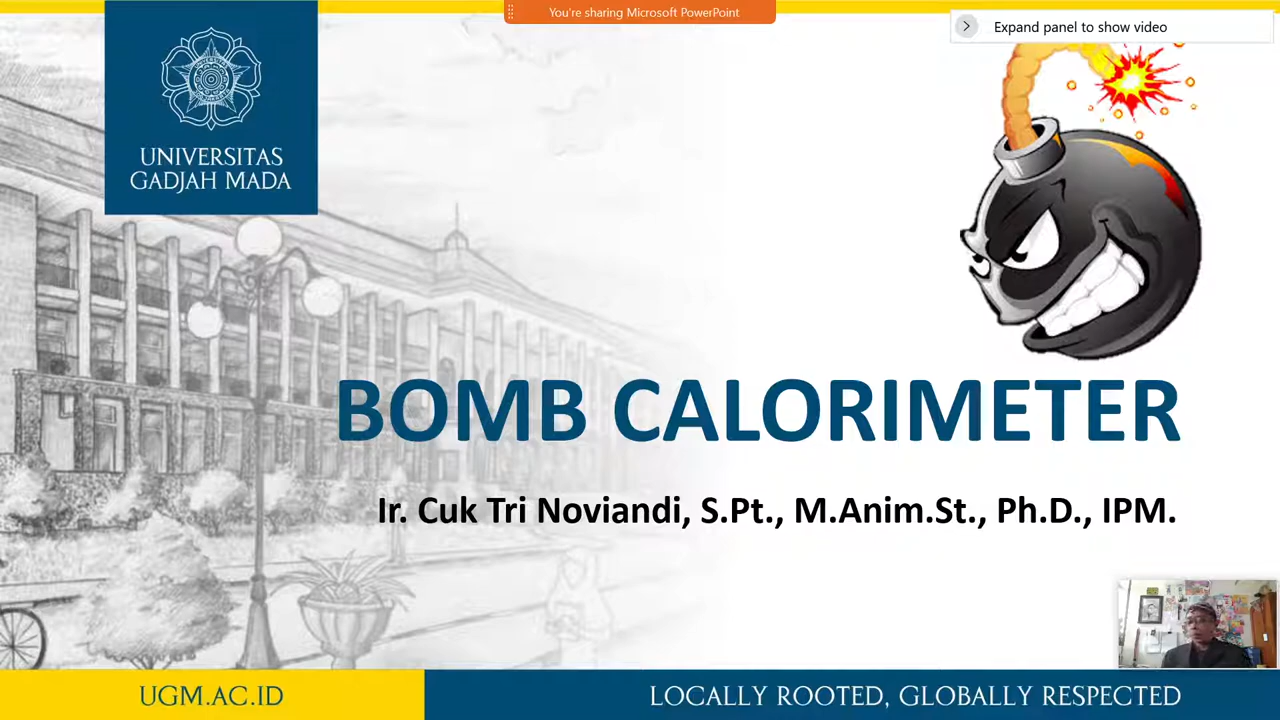 You're sharing Microsoft PowerPoint
Expand panel to show video
UNIVERSITAS
GADJAH MADA
BOMB CALORIMETER
Ir. Cuk Tri Noviandi, S.Pt., M.Anim.St., Ph.D., IPM.
UGM.AC.ID
LOCALLY ROOTED, GLOBALLY RESPECTED